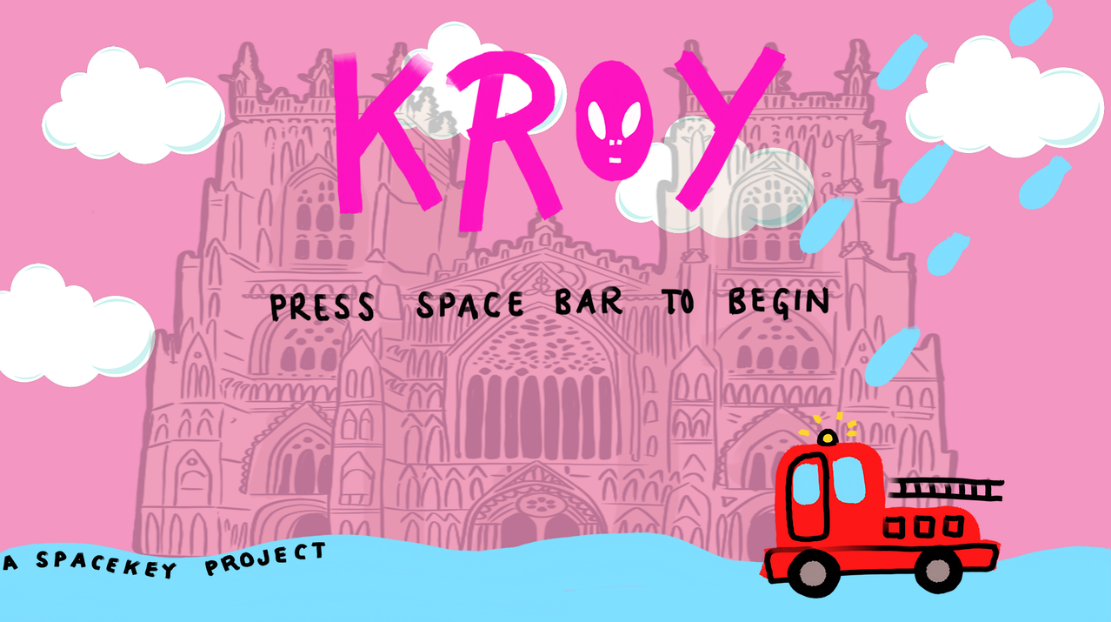 KROY
PRESS SPACE BAR TO BEGIN
A SPACEKEY PROJECT